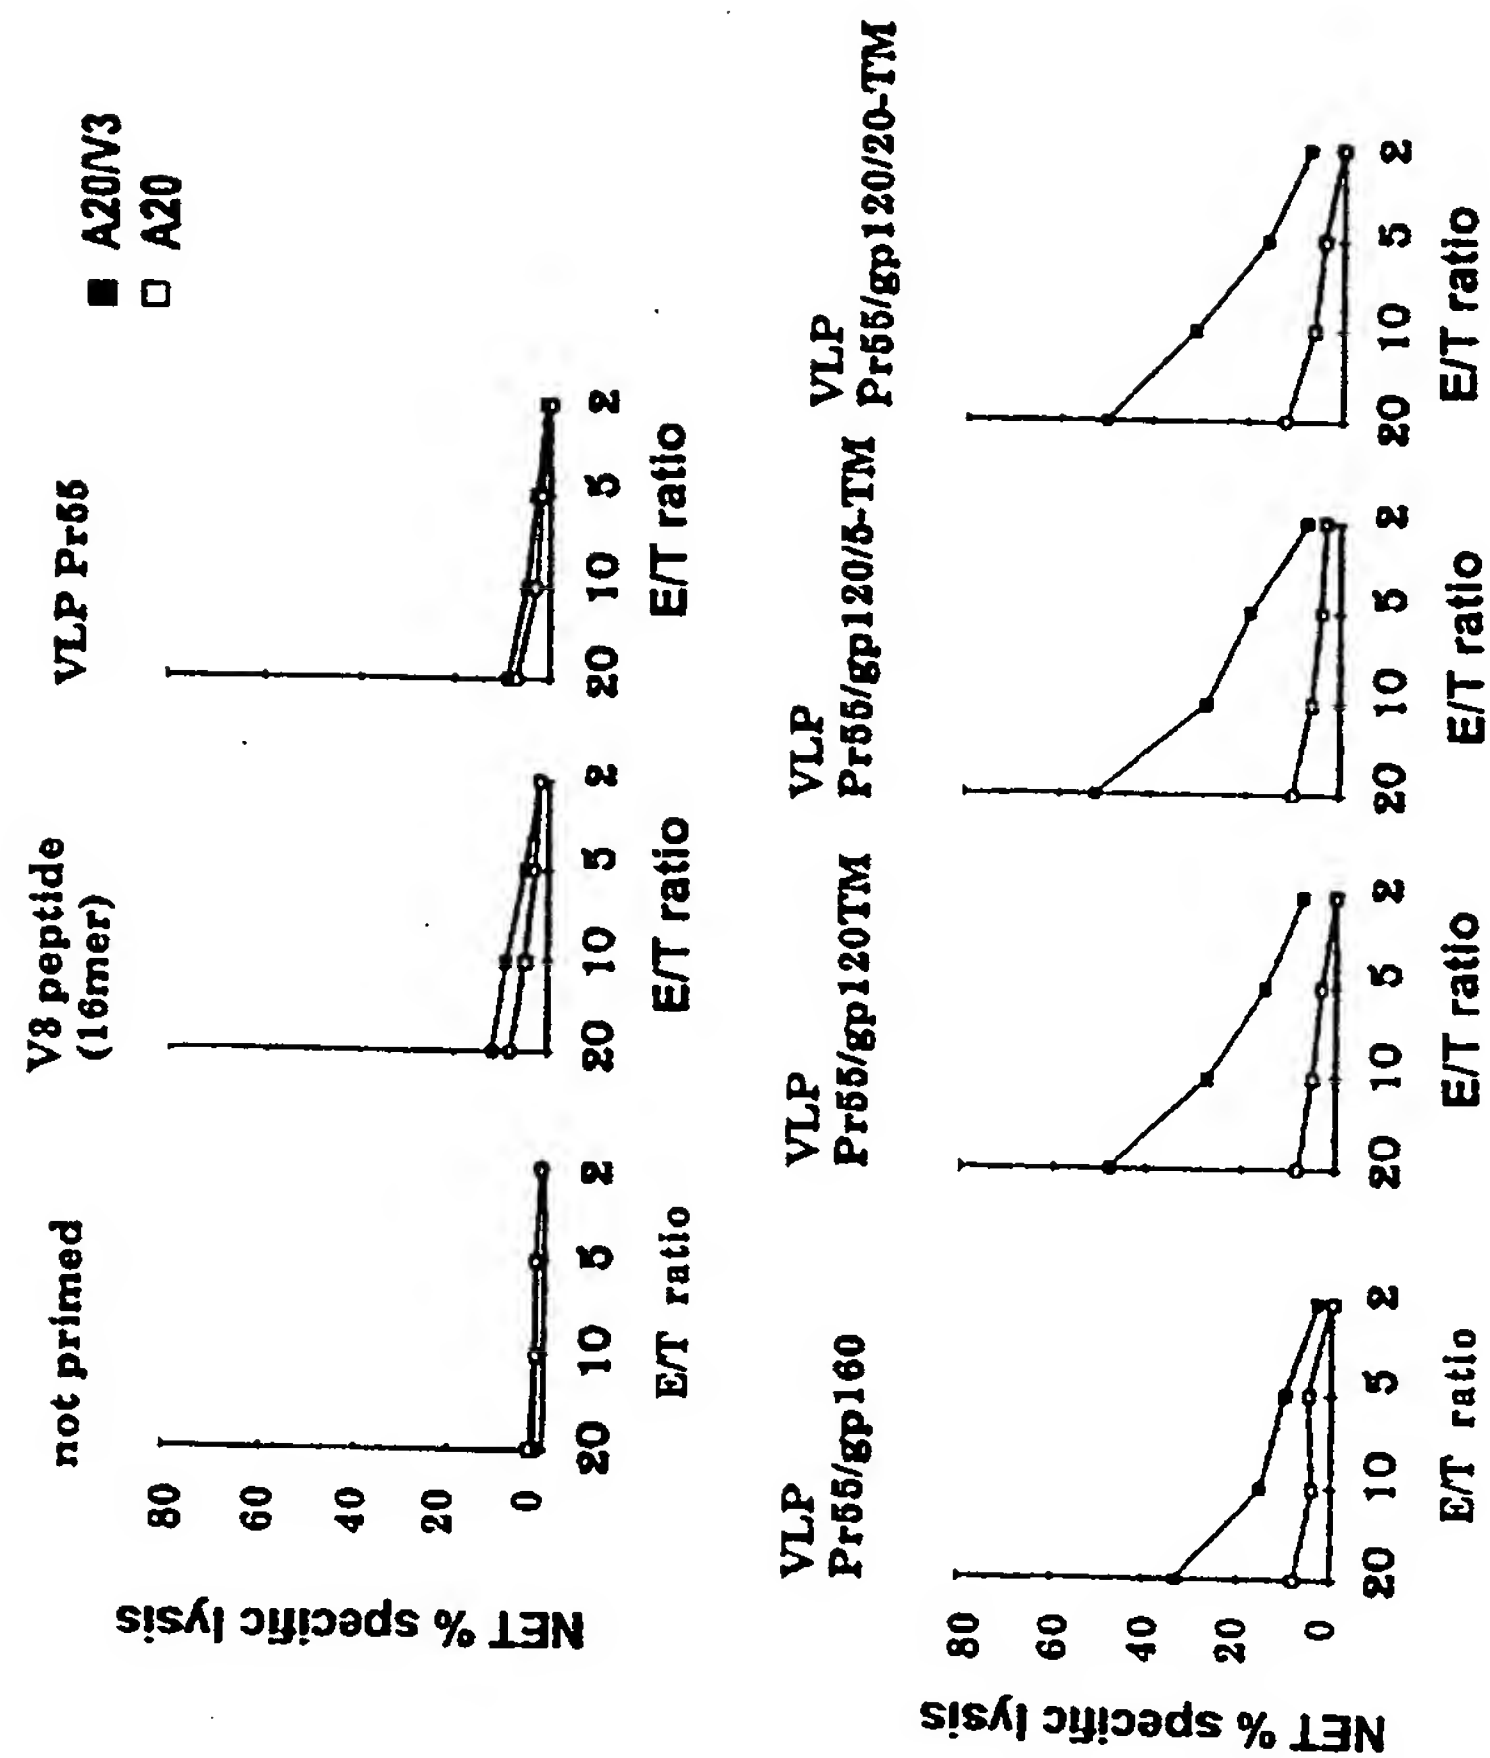 A20/V3
A20
not primed
V3 peptide
(16mer)
VLP Pr55
NET % specific lysis
80
60
40
20
0
20 10 5 2
20 10 5 2
20 10 5 2
E/T ratio
E/T ratio
E/T ratio
VLP
Pr55/gp160
VLP
Pr55/gp120TM
VLP
Pr55/gp120/5-TM
VLP
Pr55/gp120/20-TM
NET % specific lysis
80
60
40
20
0
20 10 5 2
20 10 5 2
20 10 5 2
20 10 5 2
E/T ratio
E/T ratio
E/T ratio
E/T ratio